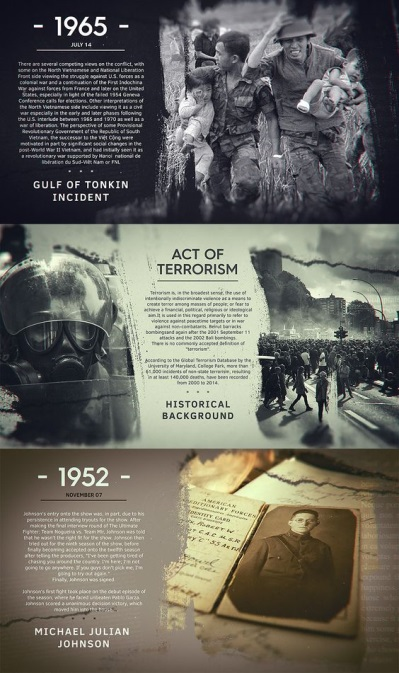 - 1965 -
JULY 14
There are several competing views on the conflict, with
some on the North Vietnamese and National Liberation
Front side viewing the struggle against U.S. forces as a
colonial war and a continuation of the First Indochina
War against forces from France and later on the United
States, especially in light of the failed 1954 Geneva
Conference calls for elections. Other interpretations of
the North Vietnamese side include viewing it as a civil
war especially in the early and later phases following
the U.S. interlude between 1965 and 1970 as well as a
war of liberation. The perspective of some Provisional
Revolutionary Government of the Republic of South
Vietnam, the successor to the Việt Cộng were
motivated in part by significant social changes in the
post-World War II Vietnam, and had initially seen it as
a revolutionary war supported by Hanoi national de
libération du Sud-Viêt Nam or FNL
GULF OF TONKIN
INCIDENT
ACT OF
TERRORISM
Terrorism is, in the broadest sense, the use of
intentionally indiscriminate violence as a means to
create terror among masses of people; or fear to
achieve a financial, political, religious or ideological
aim it is used in this regard primarily to refer to
violence against peacetime targets or in war
against non-combatants. Beirut barracks
bombingsend again after the 2001 September 11
attacks and the 2002 Bali bombings.
There is no commonly accepted definition of
"terrorism".
According to the Global Terrorism Database by the
University of Maryland, College Park, more than
61,000 incidents of non-state terrorism, resulting
in at least 140,000 deaths, have been recorded
from 2000 to 2014.
HISTORICAL
BACKGROUND
- 1952 -
NOVEMBER 07
Johnson's entry onto the show was, in part, due to his
persistence in attending tryouts for the show. After
making the final interview round of The Ultimate
Fighter: Team Nogueira vs. Team Mir, Johnson was told
that he wasn't the right fit for the show. Johnson then
tried out for the ninth season of the show, before
finally becoming accepted onto the twelfth season
after telling the producers, "I've been getting tired of
chasing you around the country. I'm here. I'm not
going to go anywhere. If you guys don't pick me, I'm
going to try out again."
Finally, Johnson was signed.
Johnson's first fight took place on the debut episode of
the season, where he faced unbeaten Pablo Garza.
Johnson scored a unanimous decision victory, which
moved him into the house.
MICHAEL JULIAN
JOHNSON
AMERICAN
EXPEDITIONARY FORCES
IDENTITY CARD